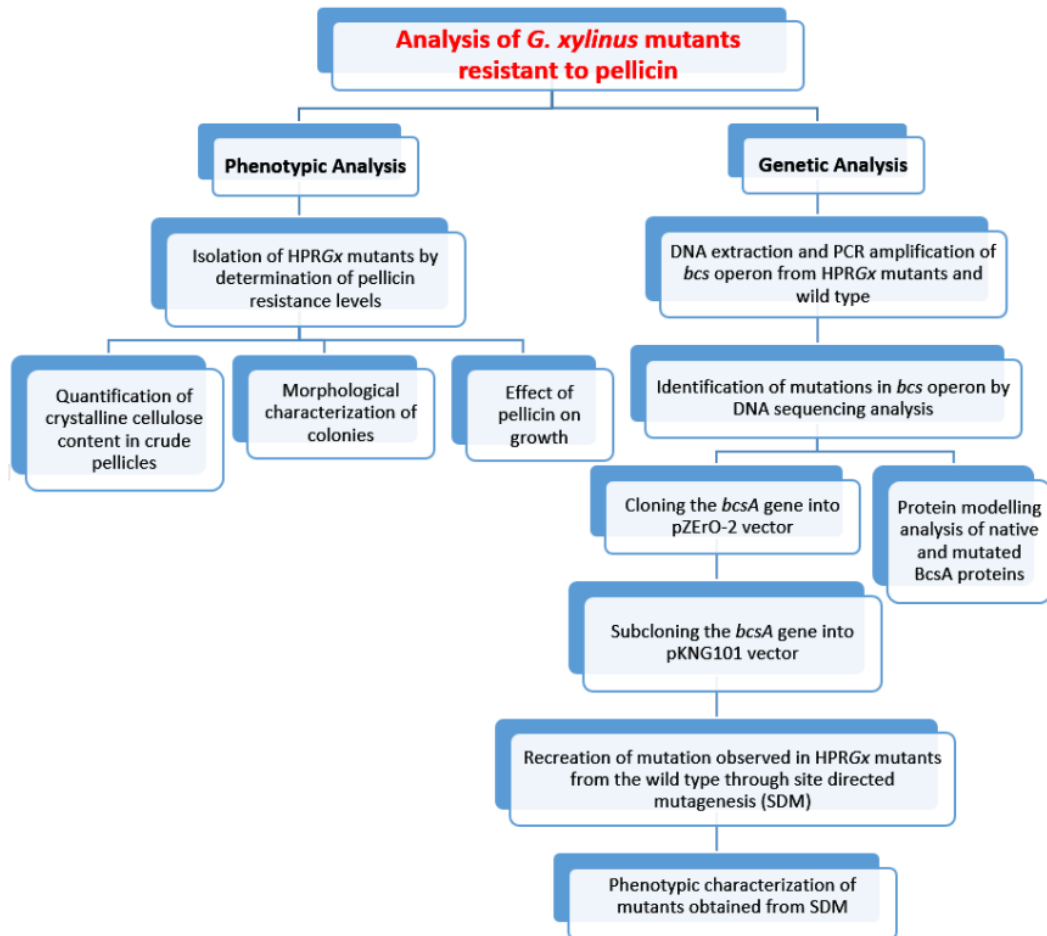 Analysis of G. xylinus mutants
resistant to pellicin
Phenotypic Analysis
Genetic Analysis
Isolation of HPRGx mutants by
determination of pellicin
resistance levels
DNA extraction and PCR amplification of
bcs operon from HPRGx mutants and
wild type
Quantification of
crystalline cellulose
content in crude
pellicles
Morphological
characterization of
colonies
Effect of
pellicin on
growth
Identification of mutations in bcs operon by
DNA sequencing analysis
Cloning the bcsA gene into
pZErO-2 vector
Protein modelling
analysis of native
and mutated
BcsA proteins
Subcloning the bcsA gene into
pKNG101 vector
Recreation of mutation observed in HPRGx mutants
from the wild type through site directed
mutagenesis (SDM)
Phenotypic characterization of
mutants obtained from SDM